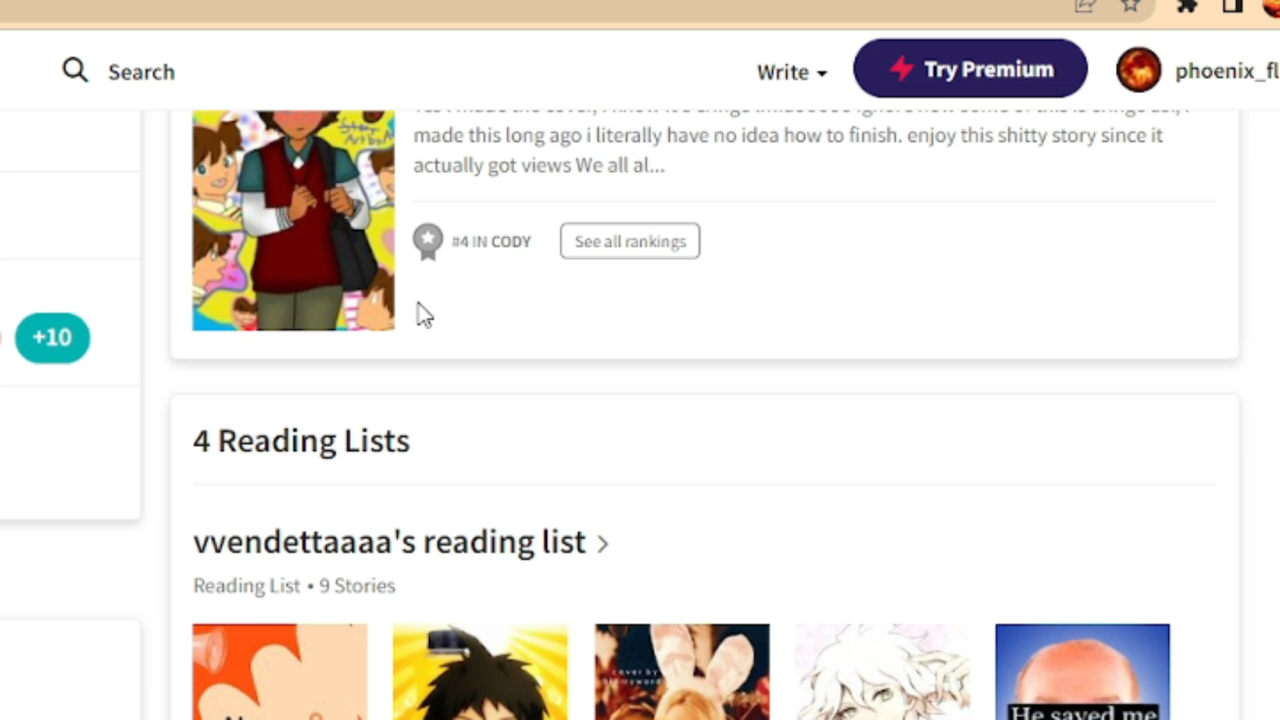 Search
Write
Try Premium
phoenix_fl
made this long ago i literally have no idea how to finish. enjoy this shitty story since it
actually got views We all al...
#4 IN CODY
See all rankings
+10
4 Reading Lists
vvendettaaaa's reading list
Reading List • 9 Stories
cover by
He saved me